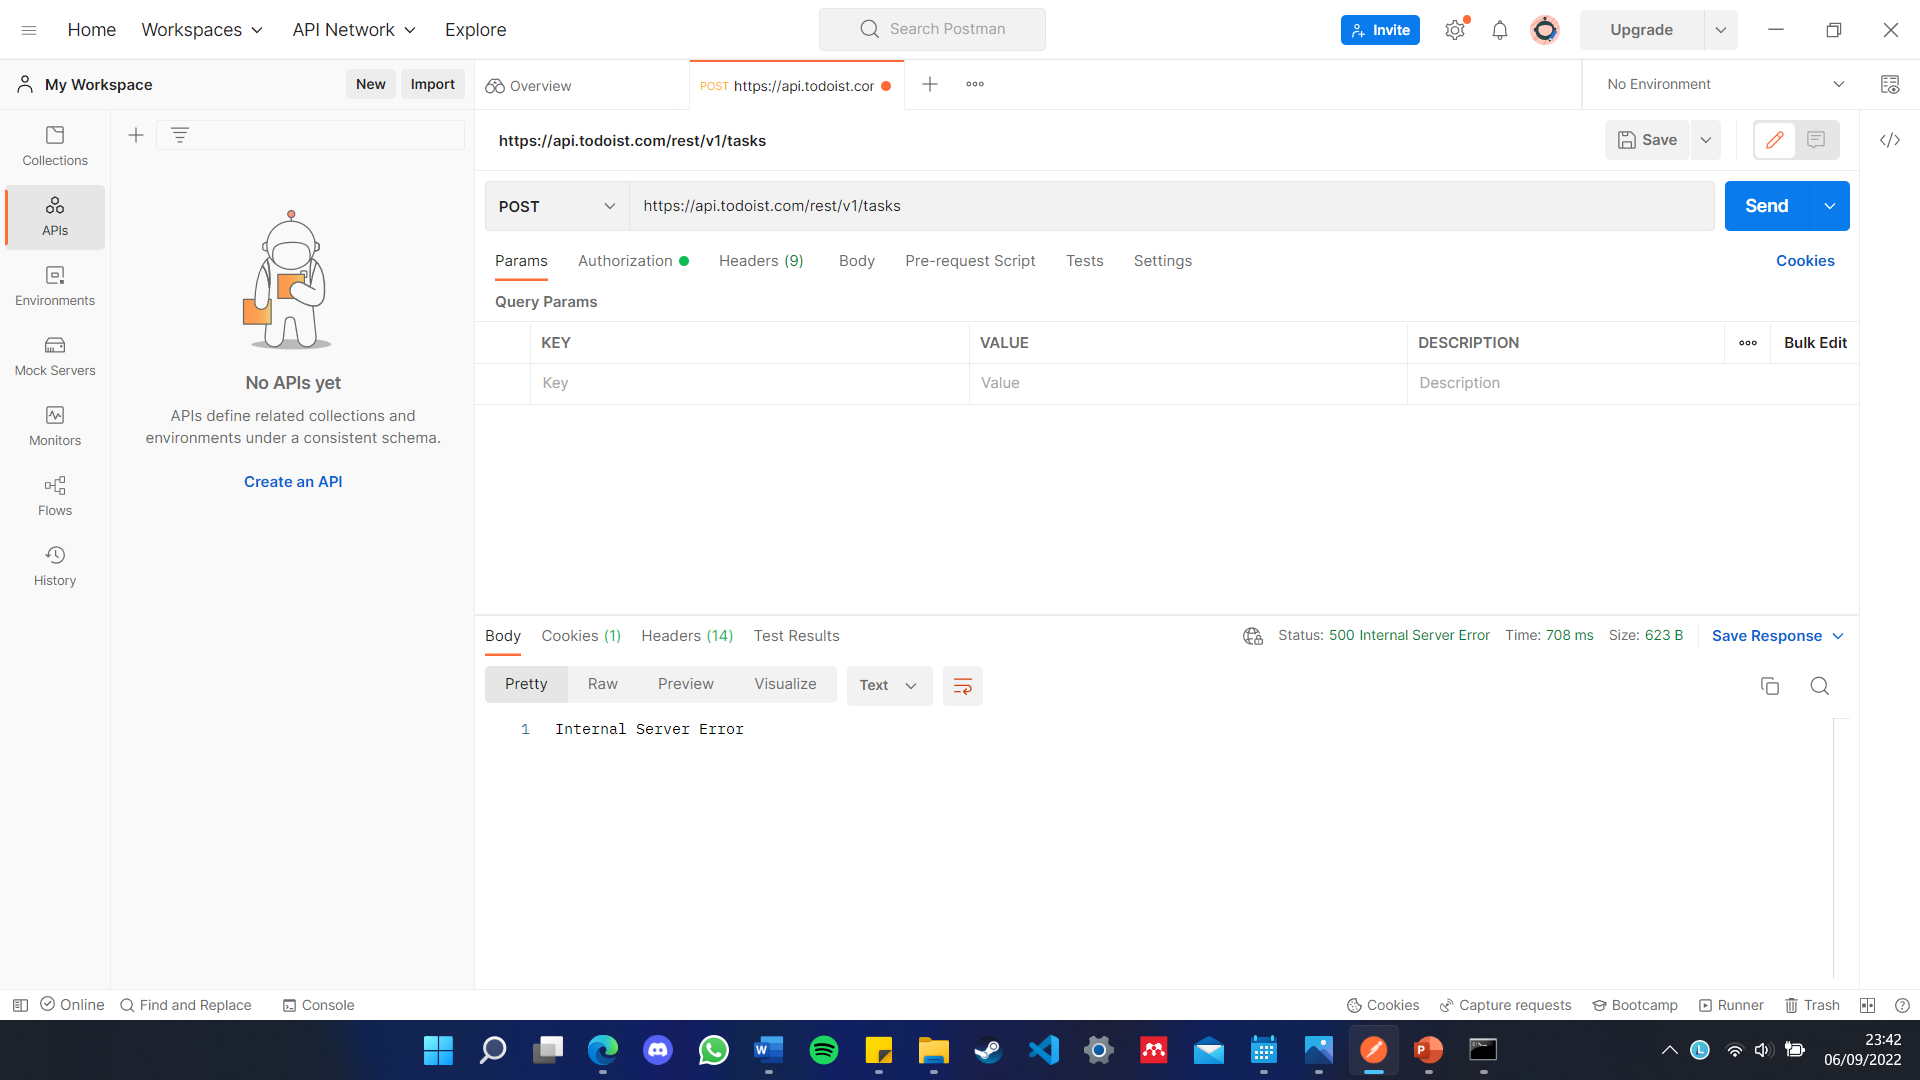 Home Workspaces API Network Explore Search Postman Invite Upgrade
My Workspace New Import Overview POST https://api.todoist.cor No Environment
Collections
APIs
Environments
Mock Servers
Monitors
Flows
History
No APIs yet
APIs define related collections and
environments under a consistent schema.
Create an API
https://api.todoist.com/rest/v1/tasks Save
POST https://api.todoist.com/rest/v1/tasks Send
Params Authorization Headers (9) Body Pre-request Script Tests Settings Cookies
Query Params
KEY VALUE DESCRIPTION Bulk Edit
Key Value Description
Body Cookies (1) Headers (14) Test Results Status: 500 Internal Server Error Time: 708 ms Size: 623 B Save Response
Pretty Raw Preview Visualize Text
1 Internal Server Error
Online Find and Replace Console Cookies Capture requests Bootcamp Runner Trash
23:42
06/09/2022